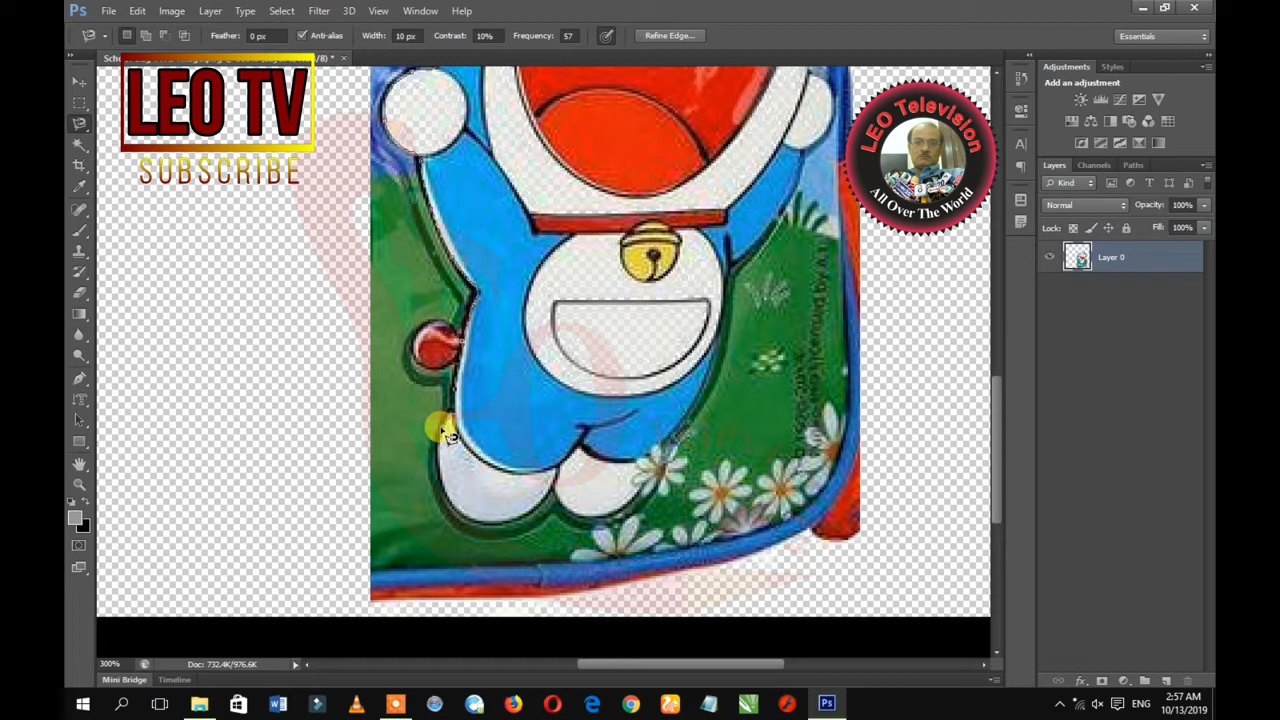 Ps File Edit Image Layer Type Select Filter 3D View Window Help
Feather: 0 px Anti-alias Width: 10 px Contrast: 10% Frequency: 57 Refine Edge... Essentials
LEO TV
SUBSCRIBE
LEO Television
All Over The World
Adjustments Styles
Add an adjustment
Layers Channels Paths
Kind
Normal Opacity: 100%
Lock: Fill: 100%
Layer 0
300% Doc: 732.4K/976.6K
Mini Bridge Timeline
ENG
2:57 AM
10/13/2019